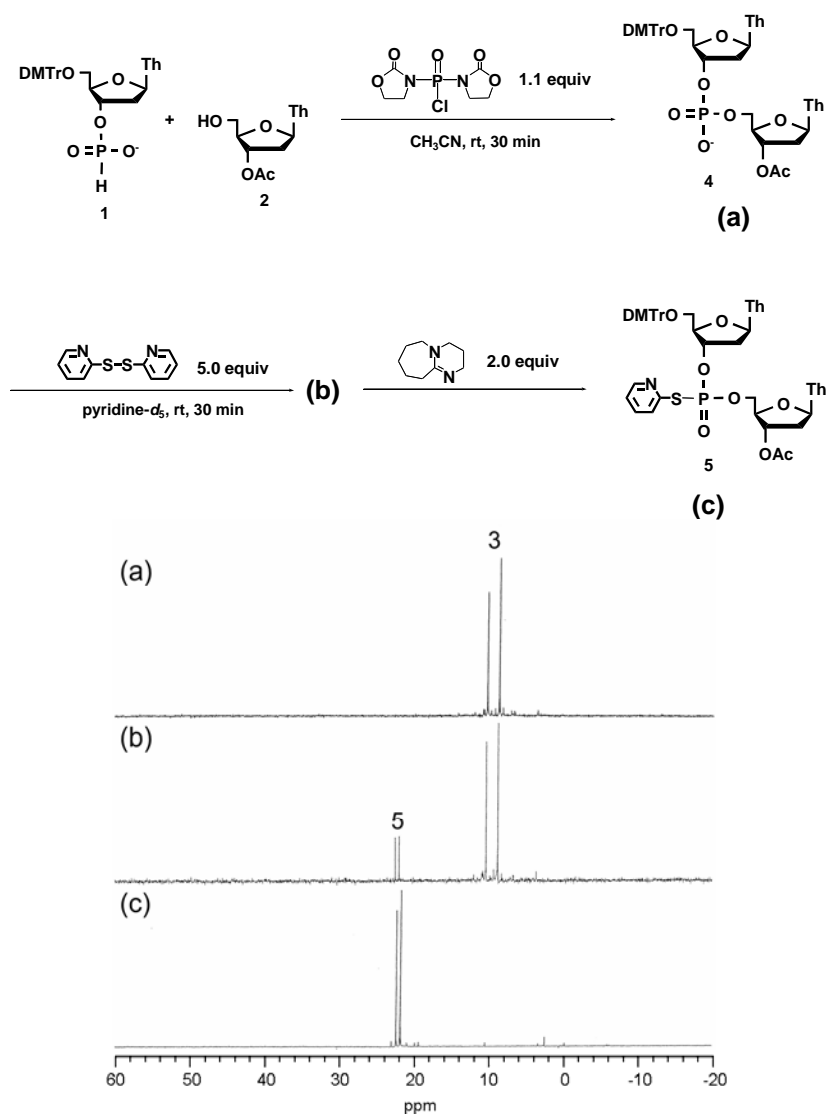 DMTrO
O
Th
O
O
P
O-
H
1
+
HO
O
Th
OAc
2
O
O
O
O
N
P
N
O
Cl
1.1 equiv
CH3CN, rt, 30 min
DMTrO
O
Th
O
O
P
O
O-
O
Th
OAc
4
(a)
N
S
S
N
5.0 equiv
pyridine-d5, rt, 30 min
(b)
N
N
2.0 equiv
DMTrO
O
Th
O
N
S
P
O
O
O
Th
OAc
5
(c)
(a)
3
(b)
5
(c)
60 50 40 30 20 10 0 -10 -20
ppm